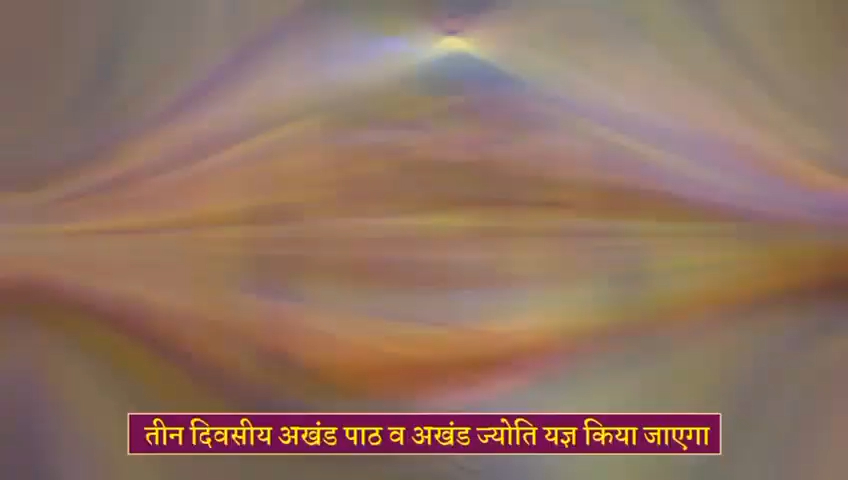 तीन दिवसीय अखंड पाठ व अखंड ज्योति यज्ञ किया जाएगा